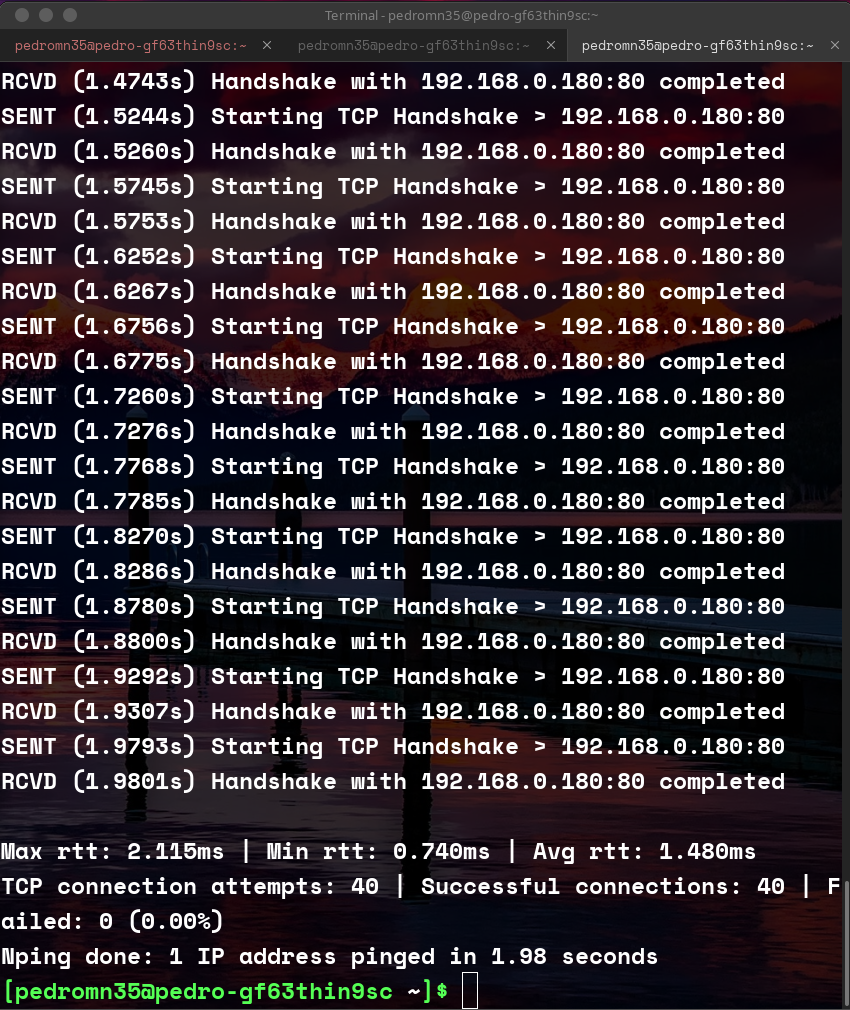 Terminal - pedromn35@pedro-gf63thin9sc:~
pedromn35@pedro-gf63thin9sc:~ × pedromn35@pedro-gf63thin9sc:~ × pedromn35@pedro-gf63thin9sc:~ ×
RCVD (1.4743s) Handshake with 192.168.0.180:80 completed
SENT (1.5244s) Starting TCP Handshake > 192.168.0.180:80
RCVD (1.5260s) Handshake with 192.168.0.180:80 completed
SENT (1.5745s) Starting TCP Handshake > 192.168.0.180:80
RCVD (1.5753s) Handshake with 192.168.0.180:80 completed
SENT (1.6252s) Starting TCP Handshake > 192.168.0.180:80
RCVD (1.6267s) Handshake with 192.168.0.180:80 completed
SENT (1.6756s) Starting TCP Handshake > 192.168.0.180:80
RCVD (1.6775s) Handshake with 192.168.0.180:80 completed
SENT (1.7260s) Starting TCP Handshake > 192.168.0.180:80
RCVD (1.7276s) Handshake with 192.168.0.180:80 completed
SENT (1.7768s) Starting TCP Handshake > 192.168.0.180:80
RCVD (1.7785s) Handshake with 192.168.0.180:80 completed
SENT (1.8270s) Starting TCP Handshake > 192.168.0.180:80
RCVD (1.8286s) Handshake with 192.168.0.180:80 completed
SENT (1.8780s) Starting TCP Handshake > 192.168.0.180:80
RCVD (1.8800s) Handshake with 192.168.0.180:80 completed
SENT (1.9292s) Starting TCP Handshake > 192.168.0.180:80
RCVD (1.9307s) Handshake with 192.168.0.180:80 completed
SENT (1.9793s) Starting TCP Handshake > 192.168.0.180:80
RCVD (1.9801s) Handshake with 192.168.0.180:80 completed
Max rtt: 2.115ms | Min rtt: 0.740ms | Avg rtt: 1.480ms
TCP connection attempts: 40 | Successful connections: 40 | F
ailed: 0 (0.00%)
Nping done: 1 IP address pinged in 1.98 seconds
[pedromn35@pedro-gf63thin9sc ~]$